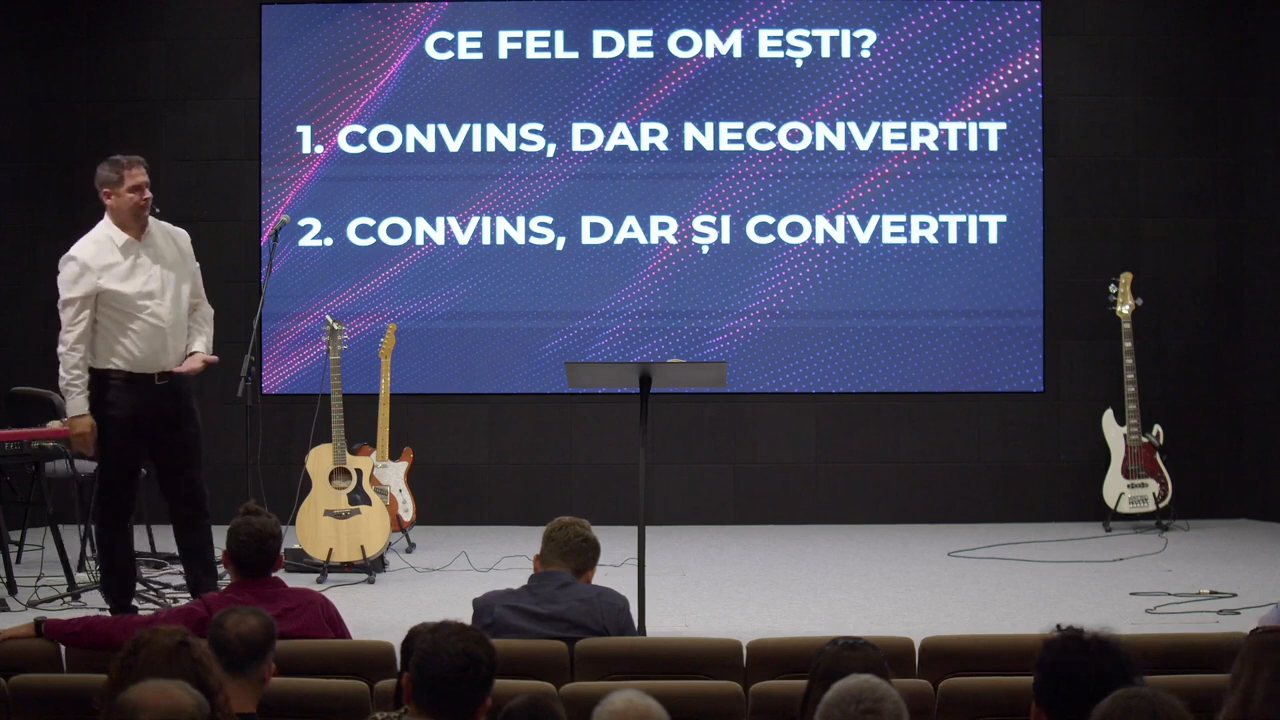 CE FEL DE OM EȘTI?
1. CONVINS, DAR NECONVERTIT
2. CONVINS, DAR ȘI CONVERTIT